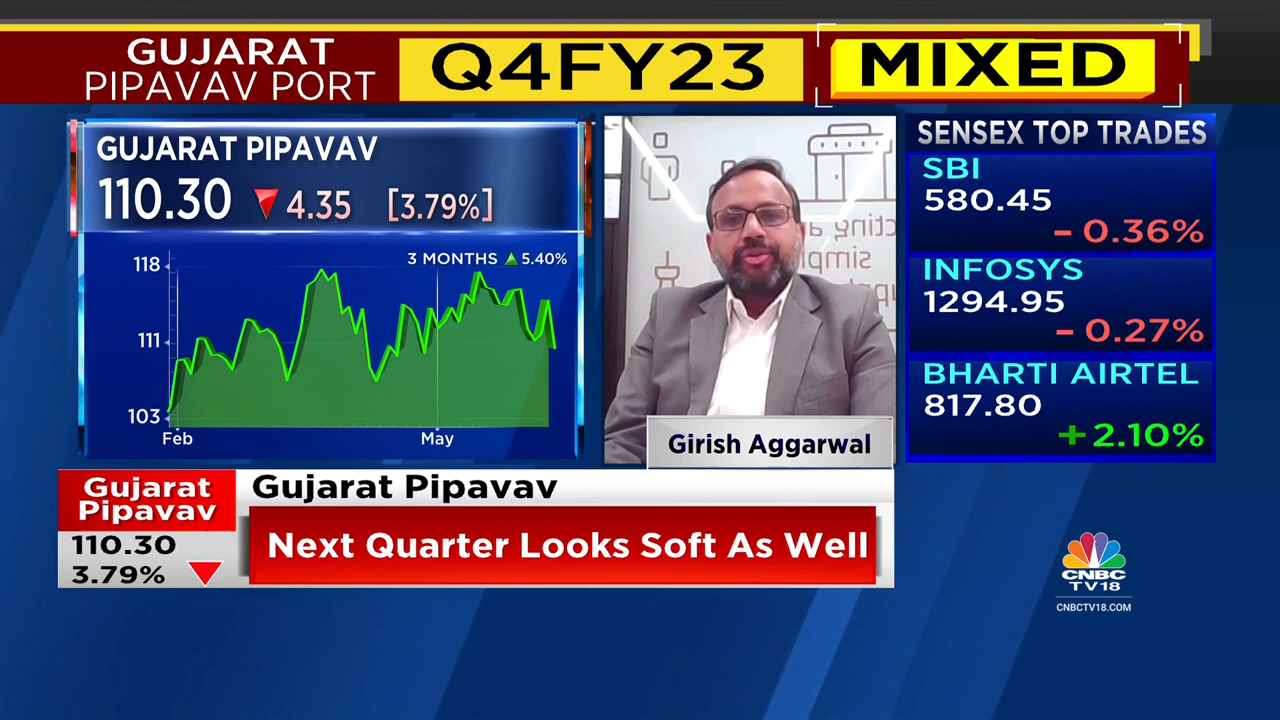 GUJARAT
PIPAVAV PORT
Q4FY23
MIXED
GUJARAT PIPAVAV
110.30 ▼ 4.35 [3.79%]
3 MONTHS ▲ 5.40%
118
111
103
Feb May
Girish Aggarwal
SENSEX TOP TRADES
SBI
580.45
- 0.36%
INFOSYS
1294.95
- 0.27%
BHARTI AIRTEL
817.80
+ 2.10%
Gujarat
Pipavav
110.30
3.79% ▼
Gujarat Pipavav
Next Quarter Looks Soft As Well
CNBC
TV18
CNBCTV18.COM